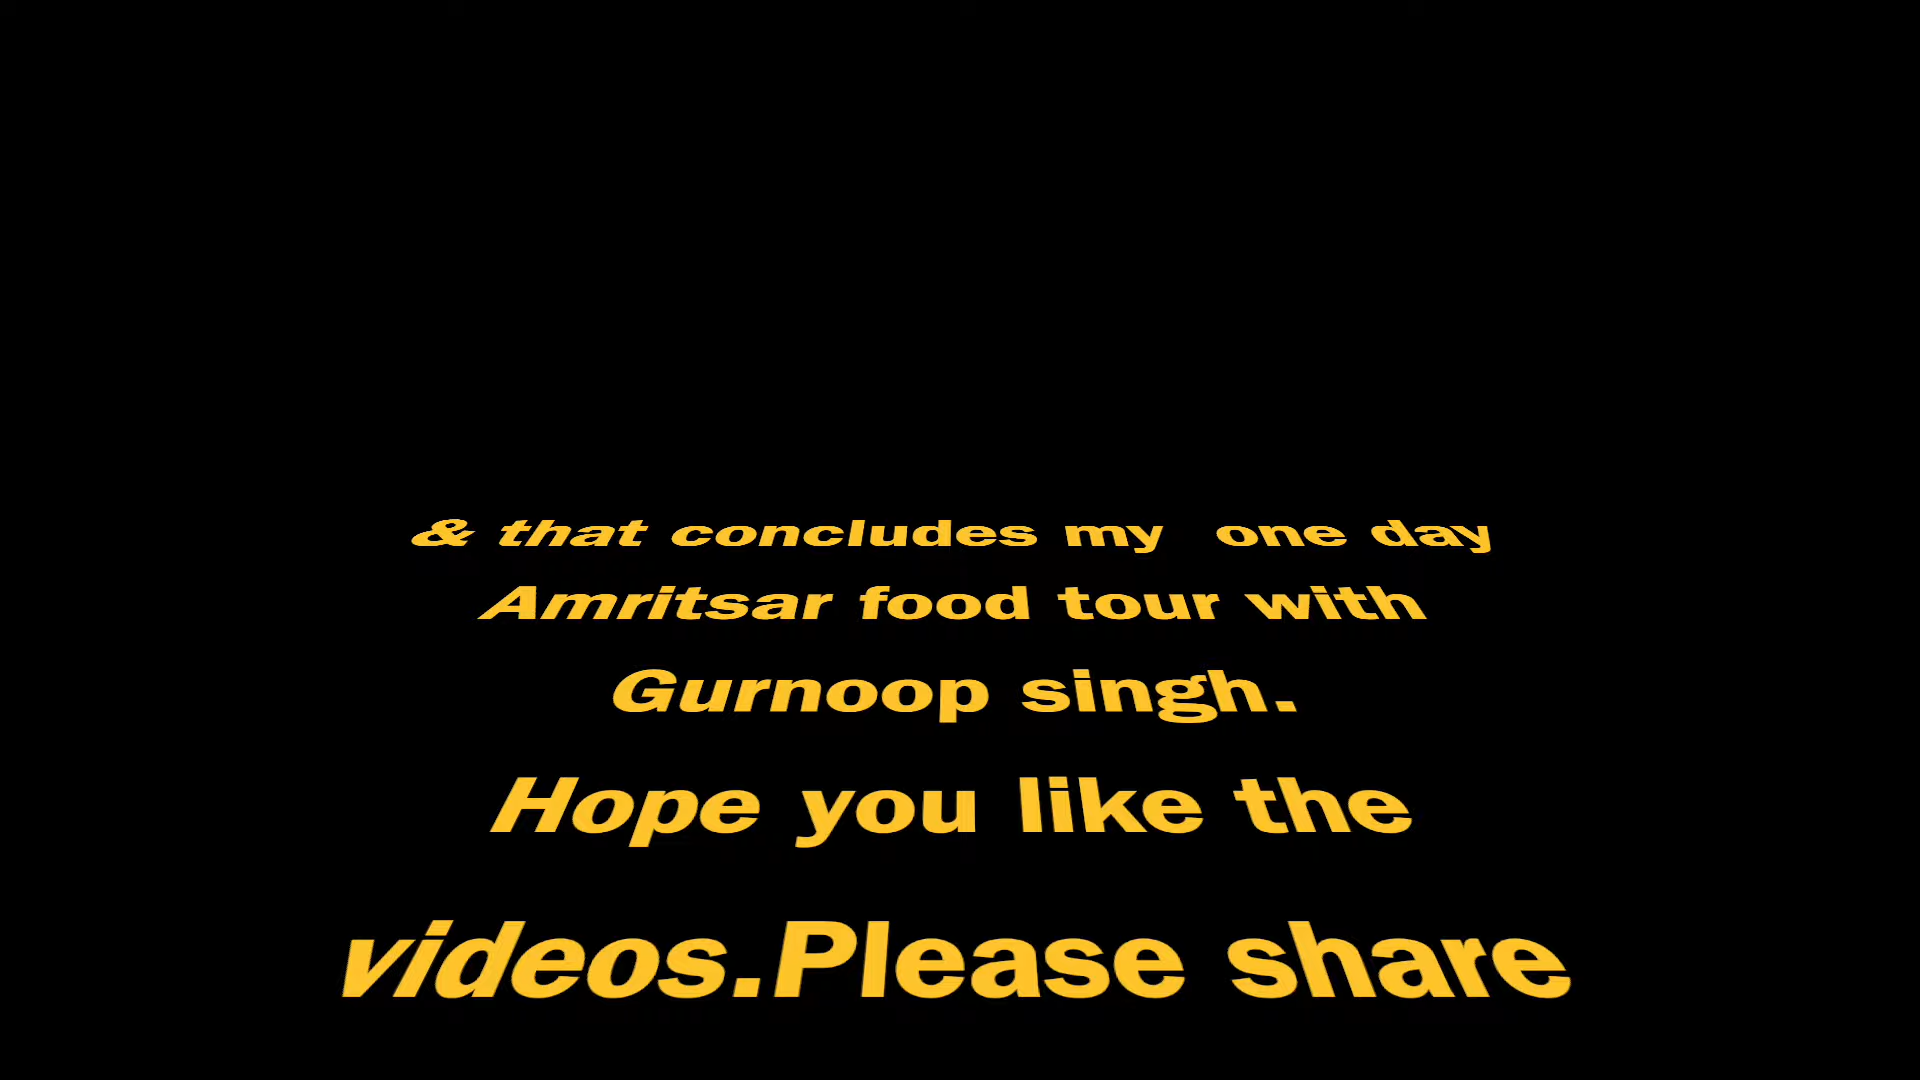 & that concludes my  one day
Amritsar food tour with
Gurnoop singh.
Hope you like the
videos.Please share